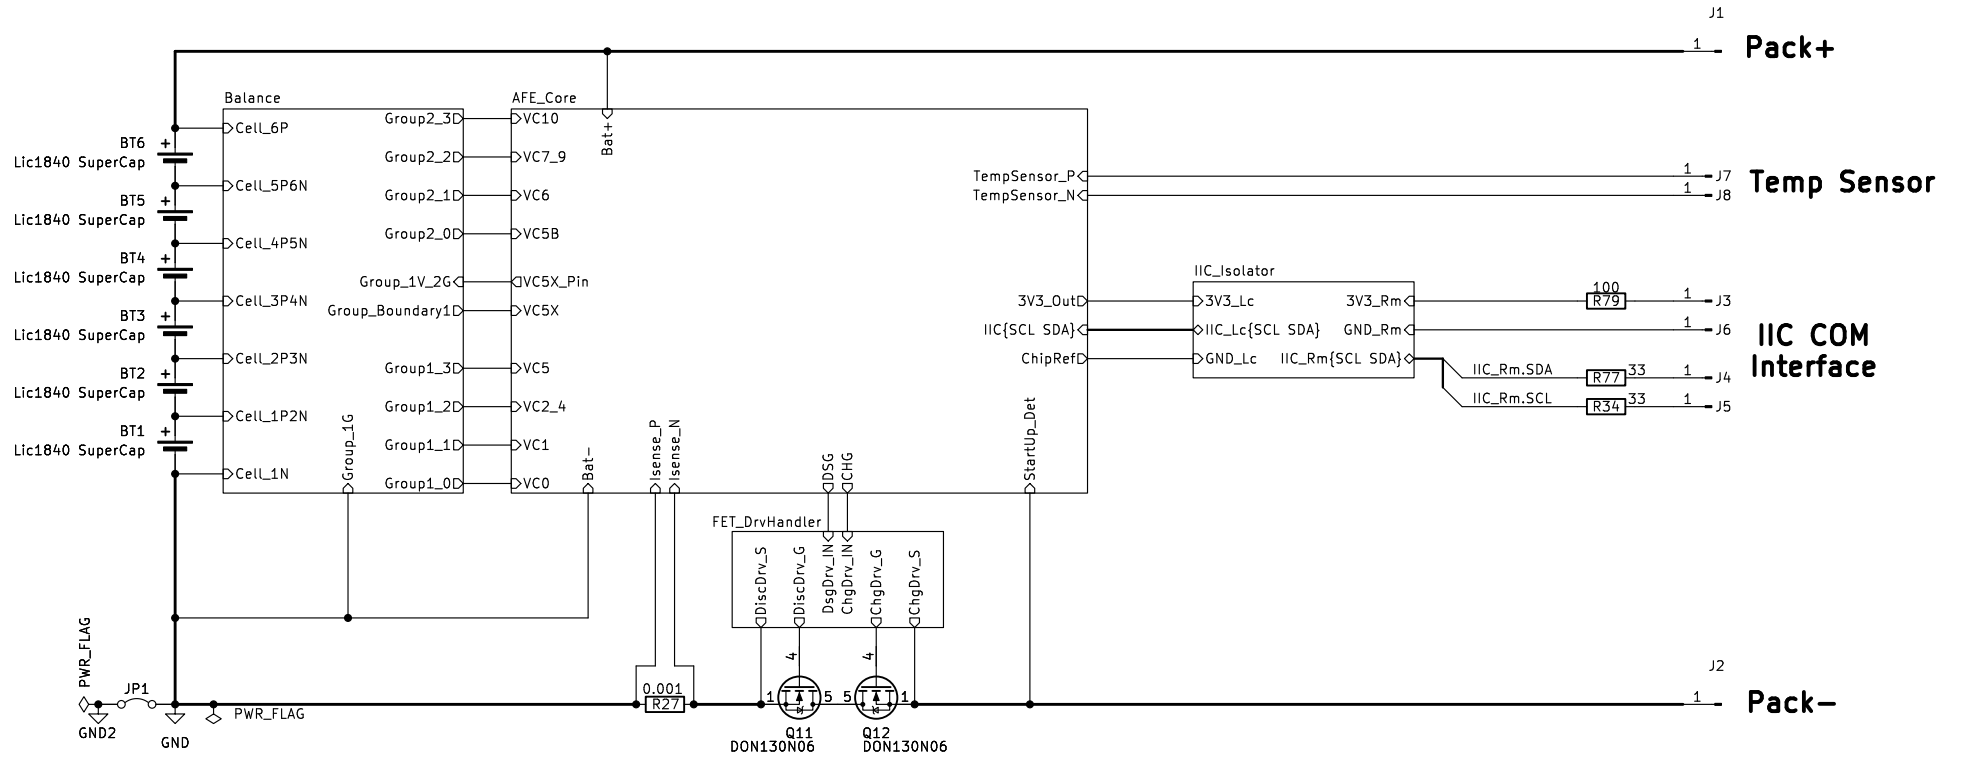 J1
1
Pack+
Balance
AFE_Core
Cell_6P
Group2_3
VC10
Bat+
BT6
+
Lic1840 SuperCap
Group2_2
VC7_9
TempSensor_P
1
J7
Temp Sensor
Cell_5P6N
Group2_1
VC6
TempSensor_N
1
J8
BT5
+
Lic1840 SuperCap
Group2_0
VC5B
Cell_4P5N
BT4
+
Lic1840 SuperCap
Group_1V_2G
VC5X_Pin
IIC_Isolator
Cell_3P4N
Group_Boundary1
VC5X
3V3_Out
3V3_Lc
3V3_Rm
100
R79
1
J3
BT3
+
Lic1840 SuperCap
IIC{SCL SDA}
IIC_Lc{SCL SDA}
GND_Rm
1
J6
IIC COM
Interface
Cell_2P3N
Group1_3
VC5
ChipRef
GND_Lc
IIC_Rm{SCL SDA}
IIC_Rm.SDA
R77
33
1
J4
BT2
+
Lic1840 SuperCap
Group1_2
VC2_4
IIC_Rm.SCL
R34
33
1
J5
Cell_1P2N
BT1
+
Lic1840 SuperCap
Group1_1
VC1
Cell_1N
Group_1G
Group1_0
VC0
Bat-
Isense_P
Isense_N
DSG
CHG
StartUp_Det
FET_DrvHandler
DiscDrv_S
DiscDrv_G
DsgDrv_IN
ChgDrv_IN
ChgDrv_G
ChgDrv_S
4
4
PWR_FLAG
JP1
GND2
GND
PWR_FLAG
0.001
R27
1
5
5
1
Q11
DON130N06
Q12
DON130N06
J2
1
Pack-